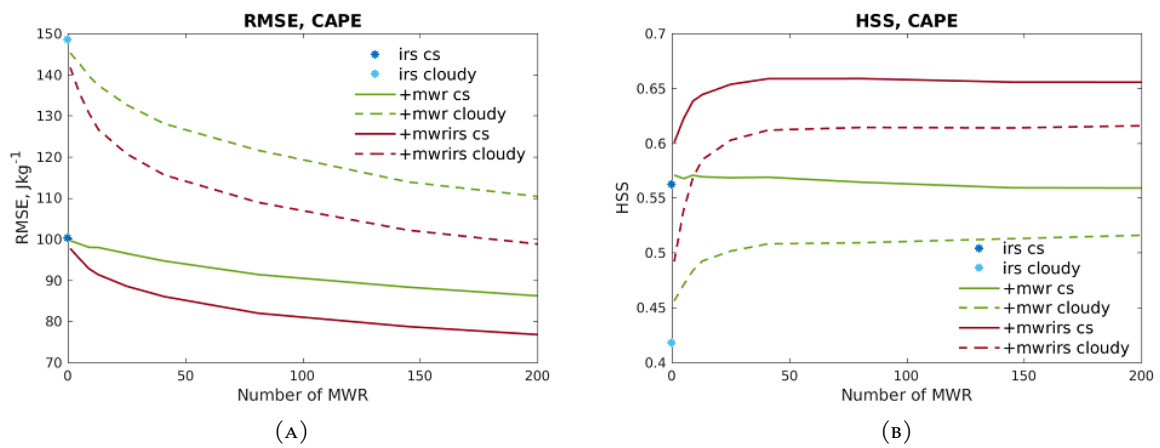 RMSE, CAPE
150
140
130
120
110
100
90
80
70
RMSE, Jkg-1
0
50
100
150
200
Number of MWR
irs cs
irs cloudy
+mwr cs
+mwr cloudy
+mwrirs cs
+mwrirs cloudy
(A)
HSS, CAPE
0.7
0.65
0.6
0.55
0.5
0.45
0.4
HSS
0
50
100
150
200
Number of MWR
irs cs
irs cloudy
+mwr cs
+mwr cloudy
+mwrirs cs
+mwrirs cloudy
(B)